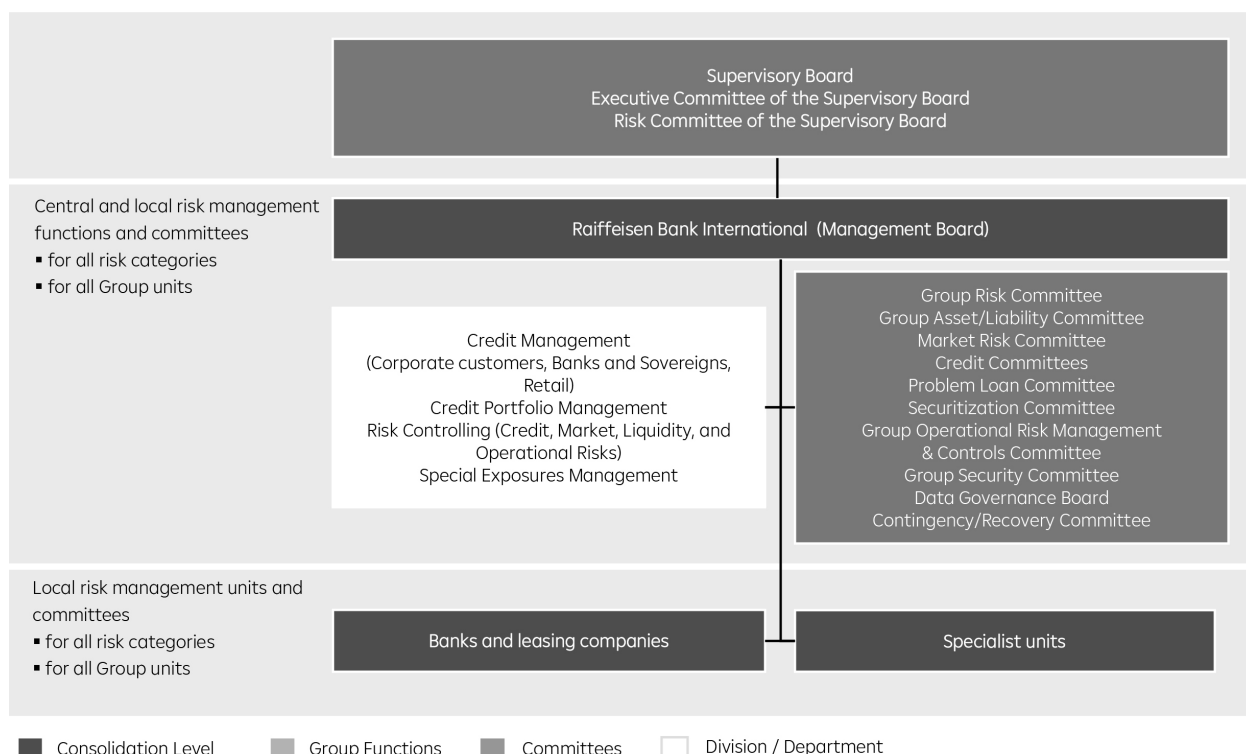 Supervisory Board
Executive Committee of the Supervisory Board
Risk Committee of the Supervisory Board
Central and local risk management
functions and committees
▪ for all risk categories
▪ for all Group units
Raiffeisen Bank International (Management Board)
Credit Management
(Corporate customers, Banks and Sovereigns,
Retail)
Credit Portfolio Management
Risk Controlling (Credit, Market, Liquidity, and
Operational Risks)
Special Exposures Management
Group Risk Committee
Group Asset/Liability Committee
Market Risk Committee
Credit Committees
Problem Loan Committee
Securitization Committee
Group Operational Risk Management
& Controls Committee
Group Security Committee
Data Governance Board
Contingency/Recovery Committee
Local risk management units and
committees
▪ for all risk categories
▪ for all Group units
Banks and leasing companies
Specialist units
Consolidation Level
Group Functions
Committees
Division / Department